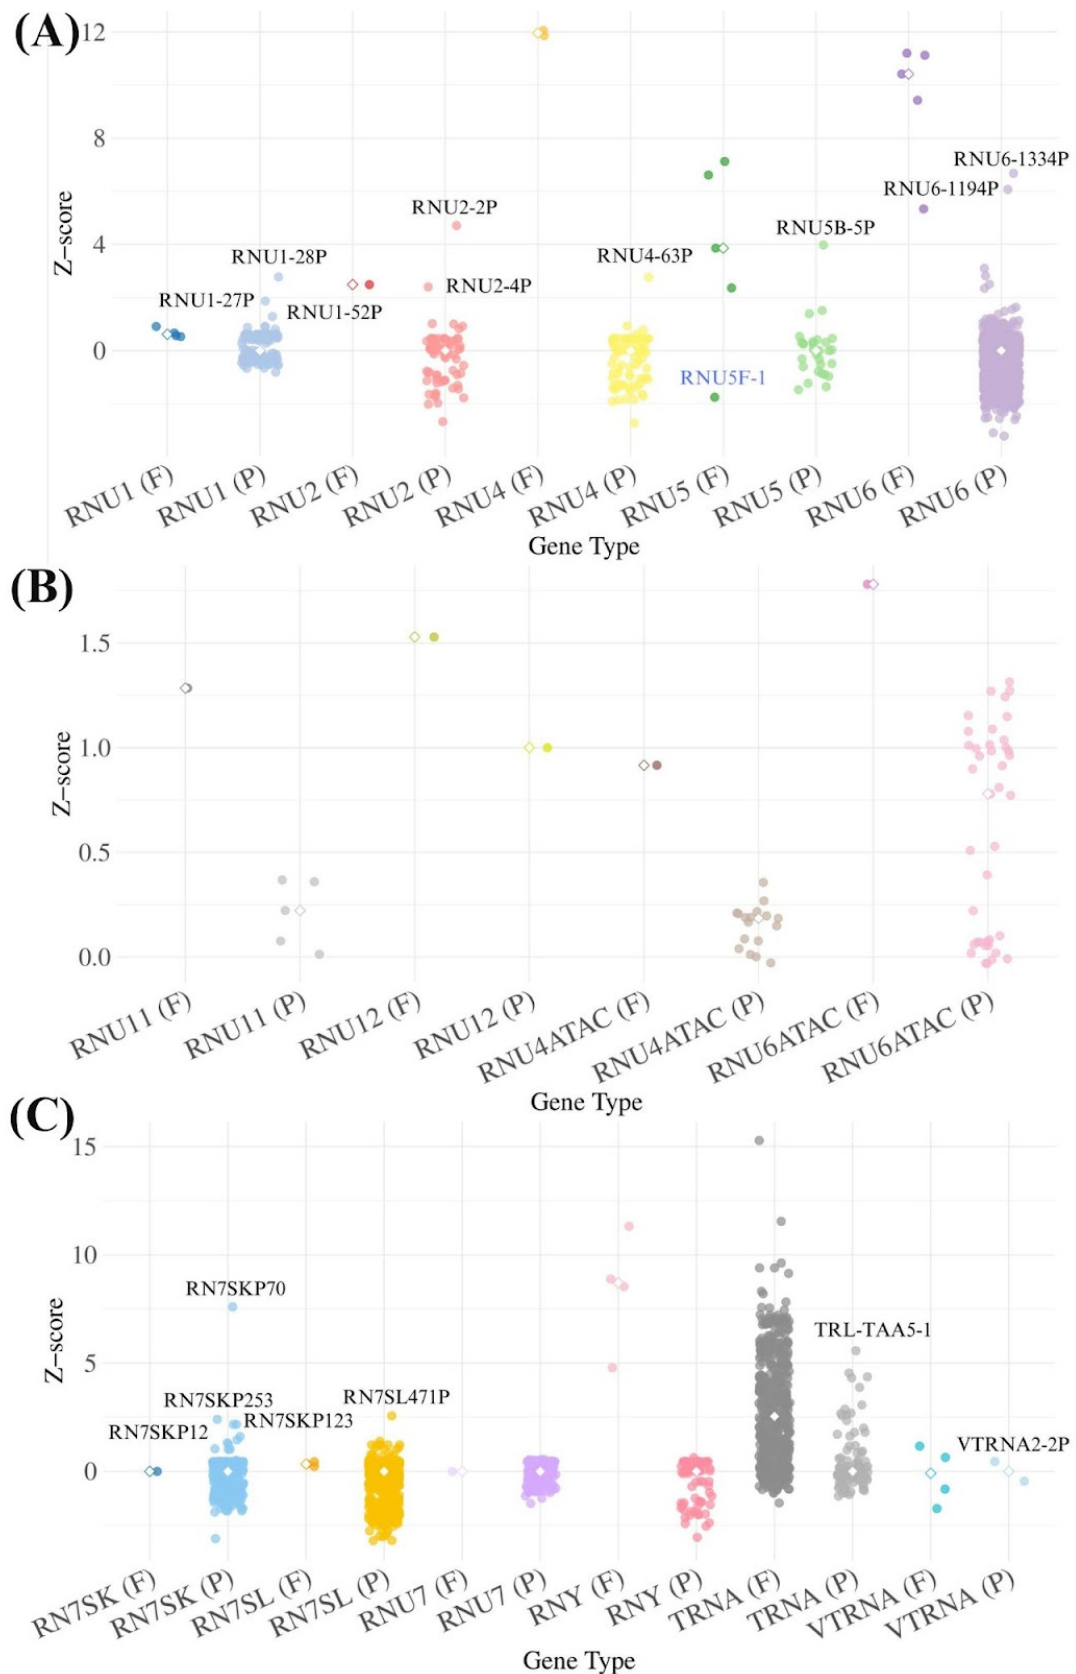 (A)
12
8
4
0
Z-score
RNU6-1334P
RNU6-1194P
RNU2-2P
RNU5B-5P
RNU1-28P
RNU4-63P
RNU1-27P
RNU2-4P
RNU1-52P
RNU5F-1
RNU1 (F)
RNU1 (P)
RNU2 (F)
RNU2 (P)
RNU4 (F)
RNU4 (P)
RNU5 (F)
RNU5 (P)
RNU6 (F)
RNU6 (P)
Gene Type
(B)
1.5
1.0
0.5
0.0
Z-score
RNU11 (F)
RNU11 (P)
RNU12 (F)
RNU12 (P)
RNU4ATAC (F)
RNU4ATAC (P)
RNU6ATAC (F)
RNU6ATAC (P)
Gene Type
(C)
15
10
5
0
Z-score
RN7SKP70
TRL-TAA5-1
RN7SKP253
RN7SL471P
RN7SKP123
RN7SKP12
VTRNA2-2P
RN7SK (F)
RN7SK (P)
RN7SL (F)
RN7SL (P)
RNU7 (F)
RNU7 (P)
RNY (F)
RNY (P)
TRNA (F)
TRNA (P)
VTRNA (F)
VTRNA (P)
Gene Type